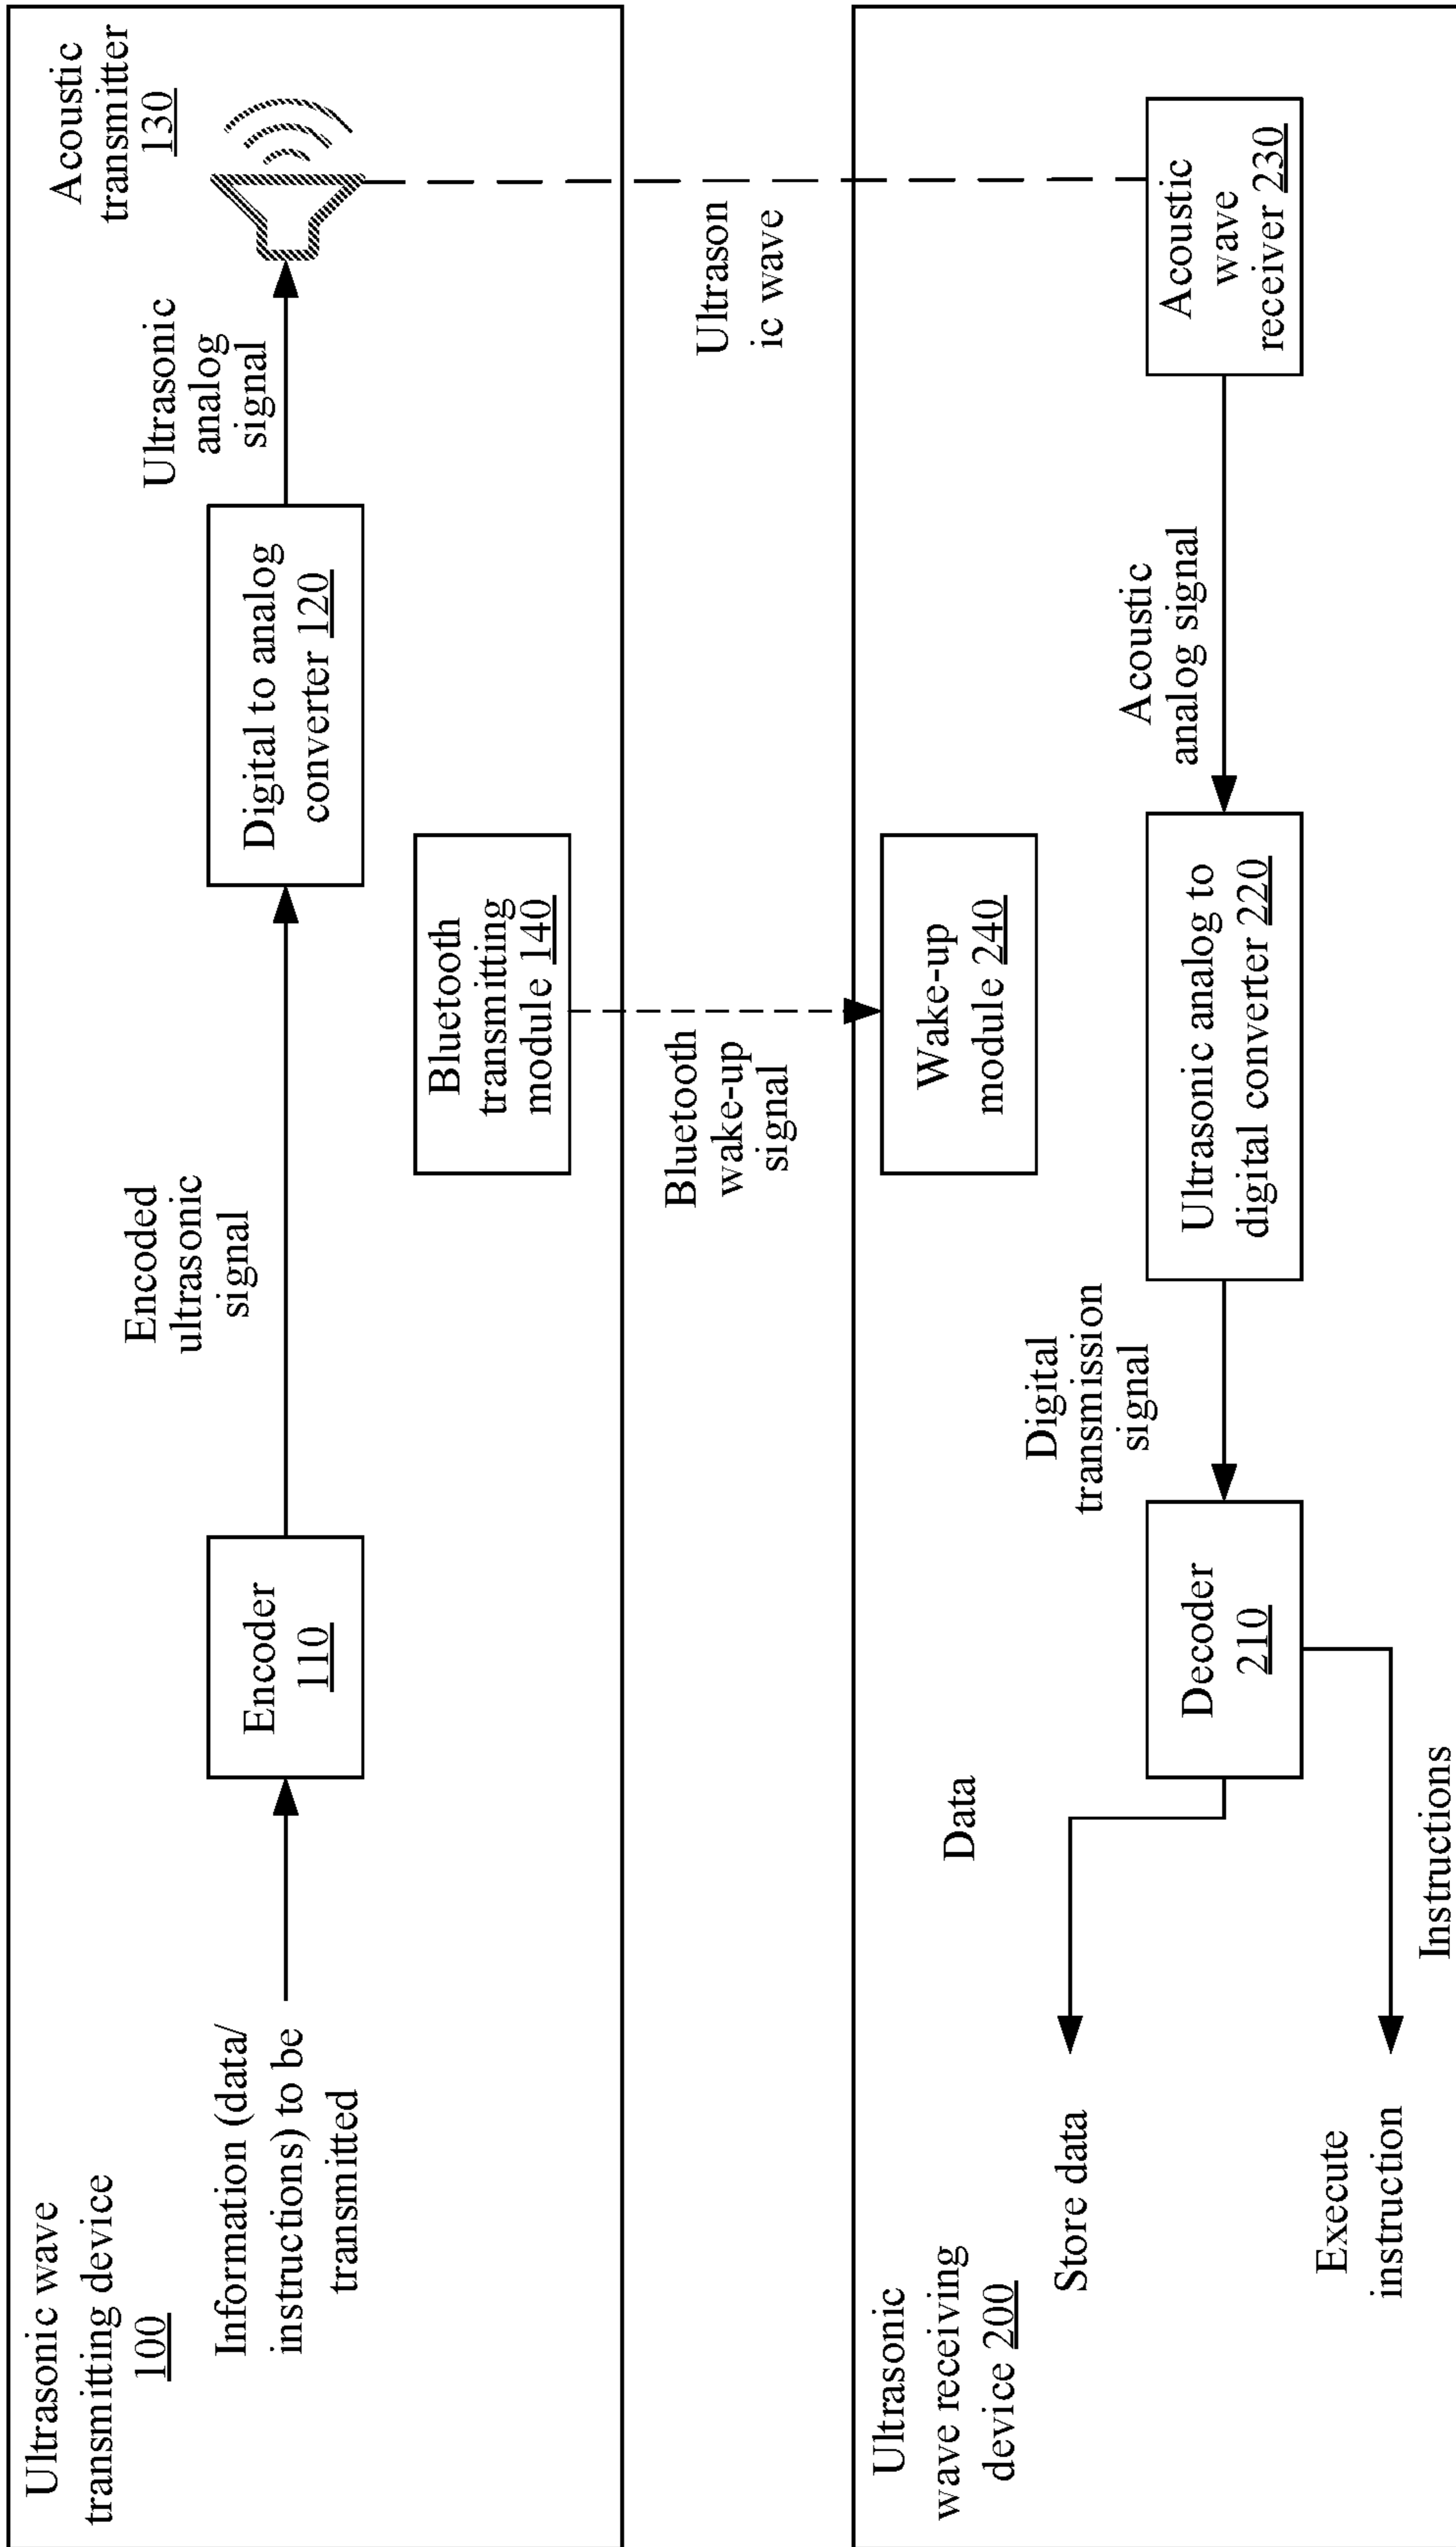 Ultrasonic wave
transmitting device
100
Information (data/
instructions) to be
transmitted
Encoder
110
Encoded
ultrasonic
signal
Digital to analog
converter 120
Ultrasonic
analog
signal
Acoustic
transmitter
130
Bluetooth
transmitting
module 140
Bluetooth
wake-up
signal
Ultrason
ic wave
Ultrasonic
wave receiving
device 200
Wake-up
module 240
Store data
Data
Execute
instruction
Instructions
Decoder
210
Digital
transmission
signal
Ultrasonic analog to
digital converter 220
Acoustic
analog signal
Acoustic
wave
receiver 230